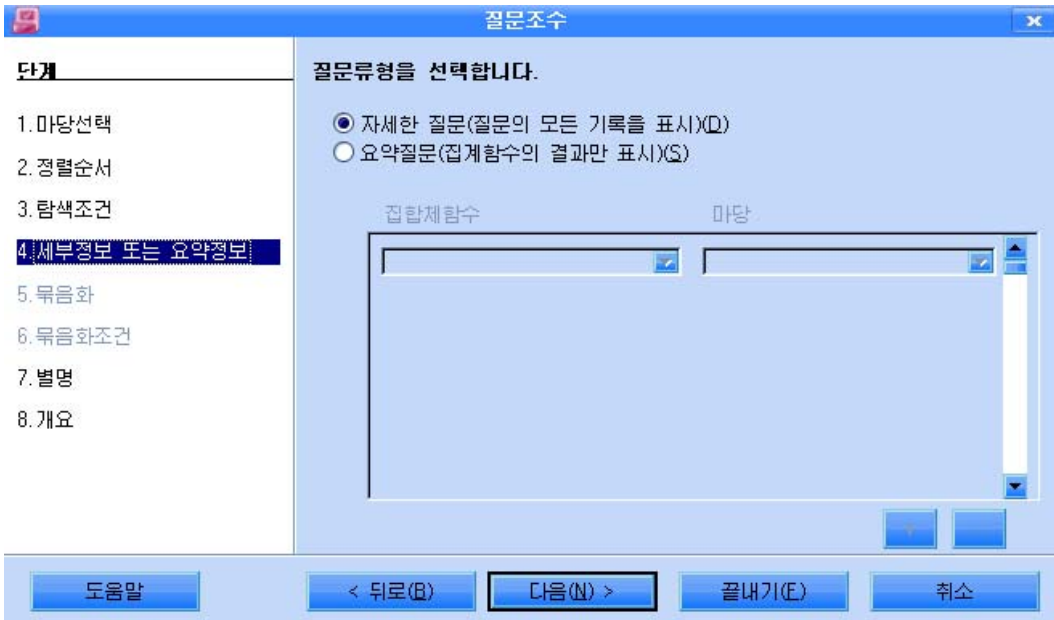 질문조수
단계
1.마당선택
2.정렬순서
3.탐색조건
4.세부정보 또는 요약정보
5.묶음화
6.묶음화조건
7.별명
8.개요
질문류형을 선택합니다.
자세한 질문(질문의 모든 기록을 표시)(D)
요약질문(집계함수의 결과만 표시)(S)
집합체함수 마당
도움말 < 뒤로(B) 다음(N) > 끝내기(F) 취소